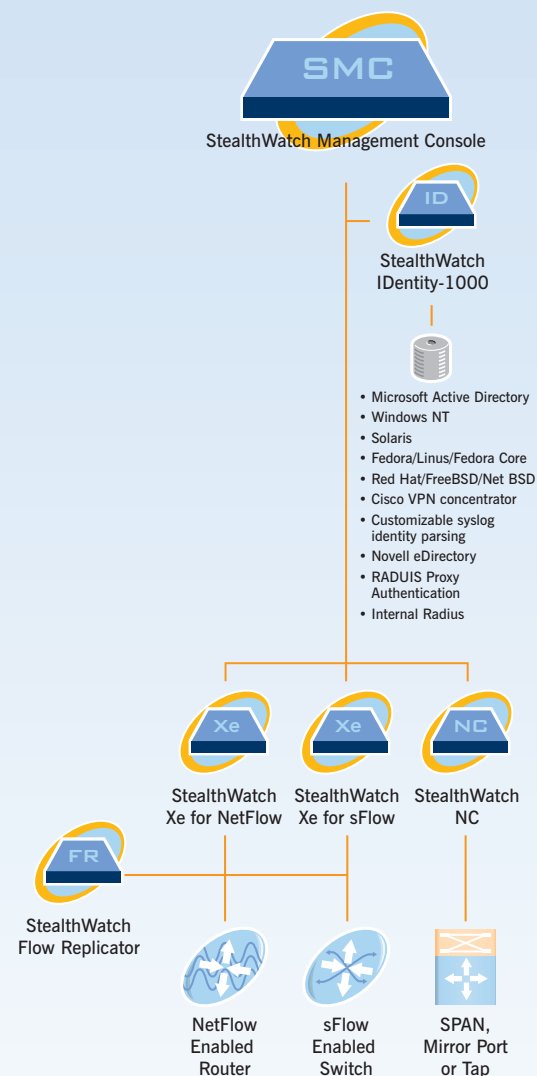 SMC
StealthWatch Management Console
ID
StealthWatch
IDentity-1000
• Microsoft Active Directory
• Windows NT
• Solaris
• Fedora/Linus/Fedora Core
• Red Hat/FreeBSD/Net BSD
• Cisco VPN concentrator
• Customizable syslog
identity parsing
• Novell eDirectory
• RADUIS Proxy
Authentication
• Internal Radius
Xe
StealthWatch
Xe for NetFlow
Xe
StealthWatch
Xe for sFlow
NC
StealthWatch
NC
FR
StealthWatch
Flow Replicator
NetFlow
Enabled
Router
sFlow
Enabled
Switch
SPAN,
Mirror Port
or Tap